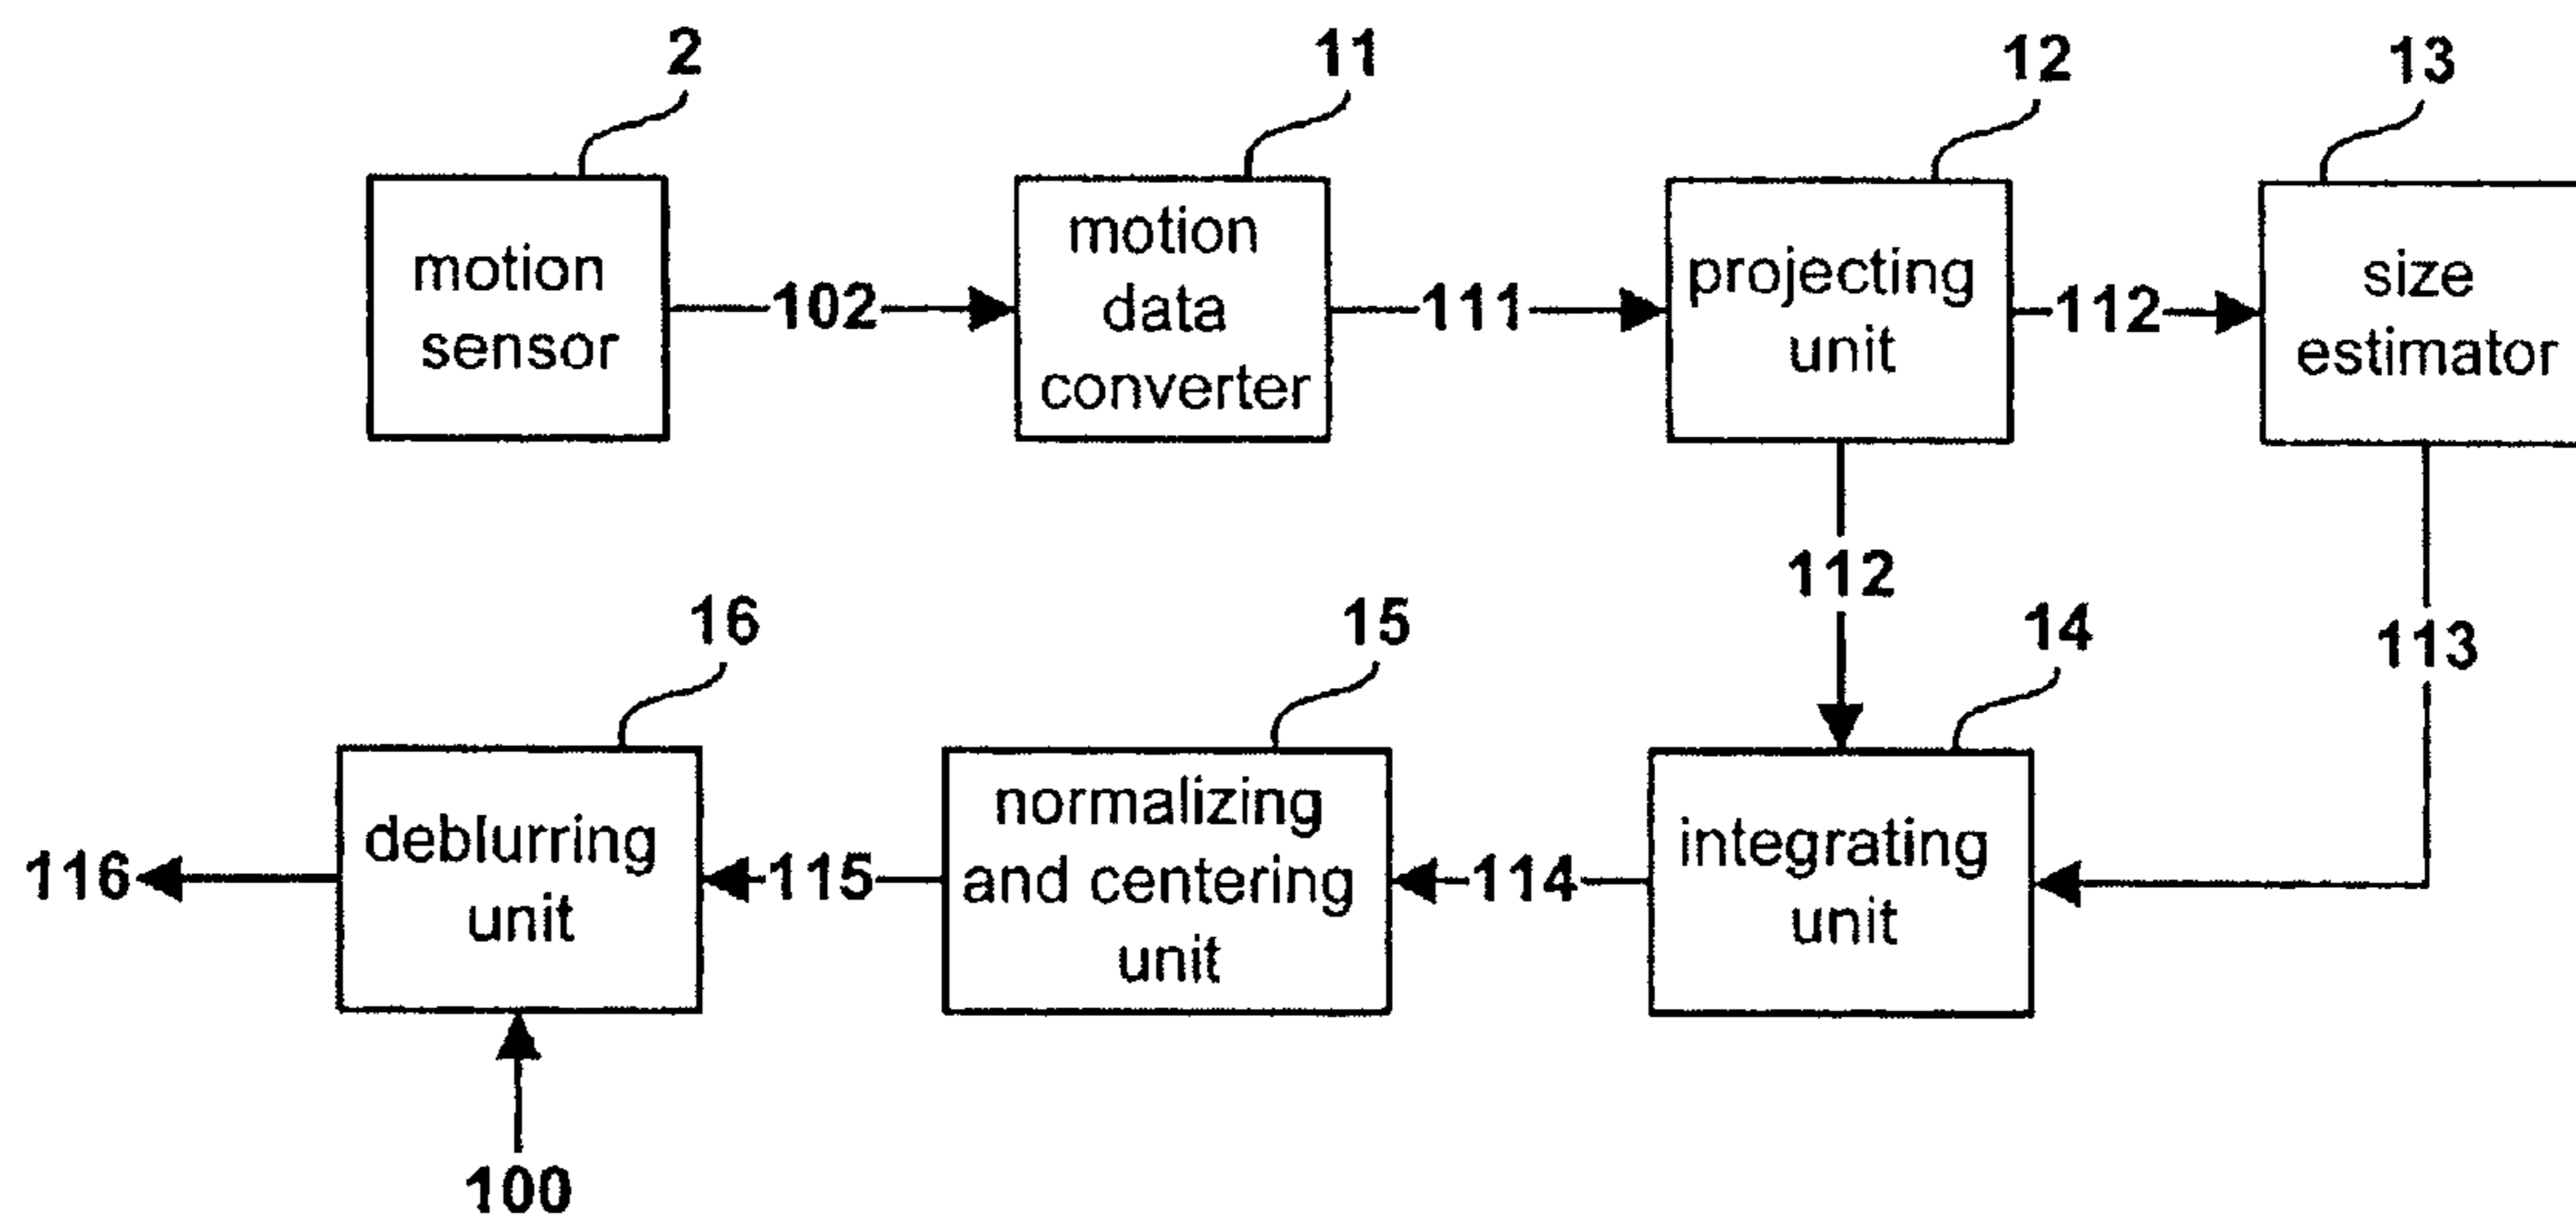 2
11
12
13
motion
sensor
102
motion
data
converter
111
projecting
unit
112
size
estimator
112
113
16
15
14
116
deblurring
unit
115
normalizing
and centering
unit
114
integrating
unit
100